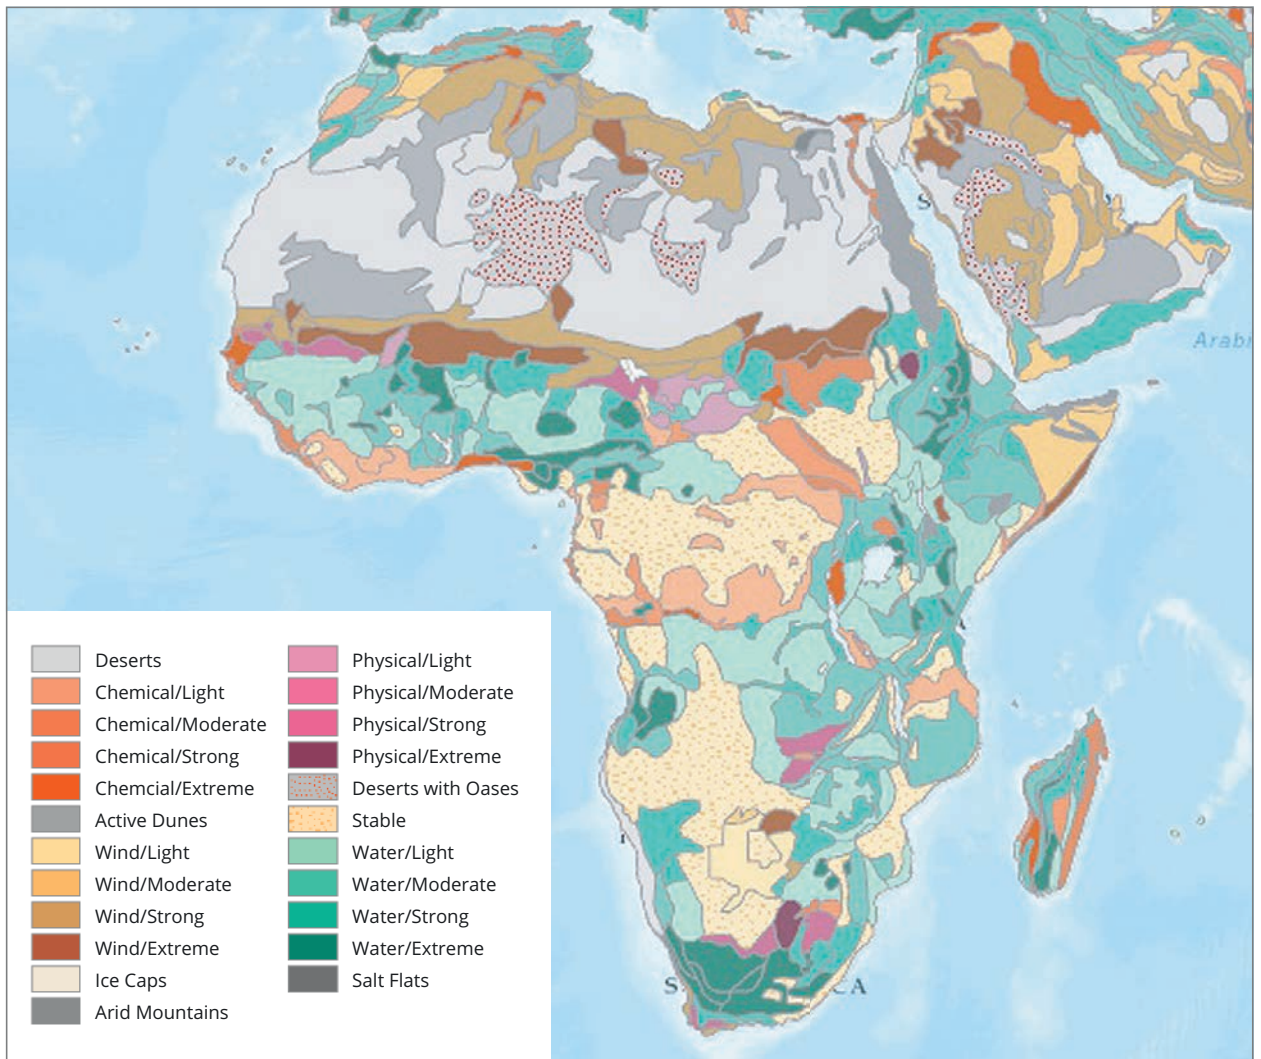 S
Arabi
A
I
S
CA
Deserts
Chemical/Light
Chemical/Moderate
Chemical/Strong
Chemcial/Extreme
Active Dunes
Wind/Light
Wind/Moderate
Wind/Strong
Wind/Extreme
Ice Caps
Arid Mountains
Physical/Light
Physical/Moderate
Physical/Strong
Physical/Extreme
Deserts with Oases
Stable
Water/Light
Water/Moderate
Water/Strong
Water/Extreme
Salt Flats